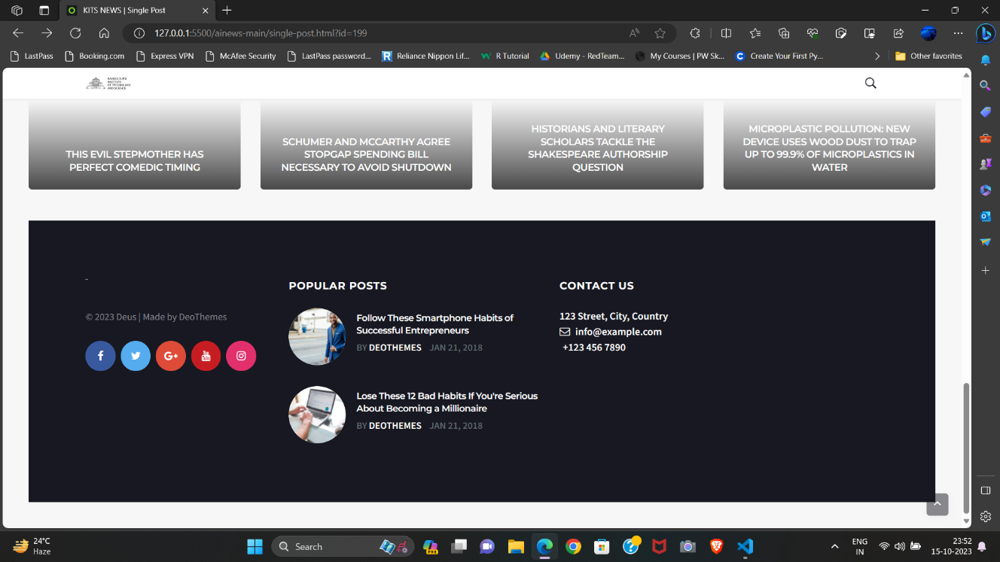 KITS NEWS | Single Post
127.0.0.1:5500/ainews-main/single-post.html?id=199
LastPass
Booking.com
Express VPN
McAfee Security
LastPass password...
Reliance Nippon Lif...
R Tutorial
Udemy - RedTeam...
My Courses | PW Sk...
Create Your First Py...
Other favorites
INSTITUTE
OF TECHNOLOGY
AND SCIENCE
THIS EVIL STEPMOTHER HAS
PERFECT COMEDIC TIMING
SCHUMER AND MCCARTHY AGREE
STOPGAP SPENDING BILL
NECESSARY TO AVOID SHUTDOWN
HISTORIANS AND LITERARY
SCHOLARS TACKLE THE
SHAKESPEARE AUTHORSHIP
QUESTION
MICROPLASTIC POLLUTION: NEW
DEVICE USES WOOD DUST TO TRAP
UP TO 99.9% OF MICROPLASTICS IN
WATER
© 2023 Deus | Made by DeoThemes
POPULAR POSTS
Follow These Smartphone Habits of
Successful Entrepreneurs
BY DEOTHEMES JAN 21, 2018
Lose These 12 Bad Habits If You're Serious
About Becoming a Millionaire
BY DEOTHEMES JAN 21, 2018
CONTACT US
123 Street, City, Country
info@example.com
+123 456 7890
24°C
Haze
Search
PRE
ENG
IN
23:52
15-10-2023